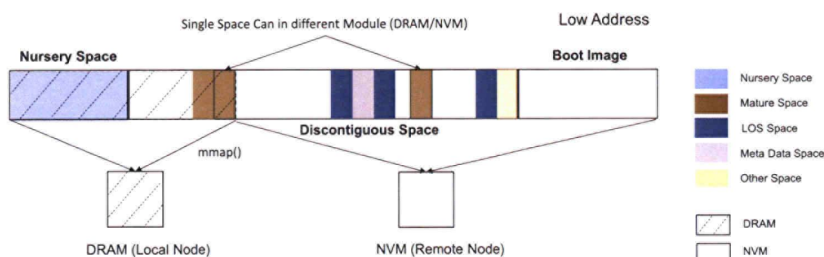 Single Space Can in different Module (DRAM/NVM)
Low Address
Nursery Space
Boot Image
Discontiguous Space
mmap()
DRAM (Local Node)
NVM (Remote Node)
Nursery Space
Mature Space
LOS Space
Meta Data Space
Other Space
DRAM
NVM